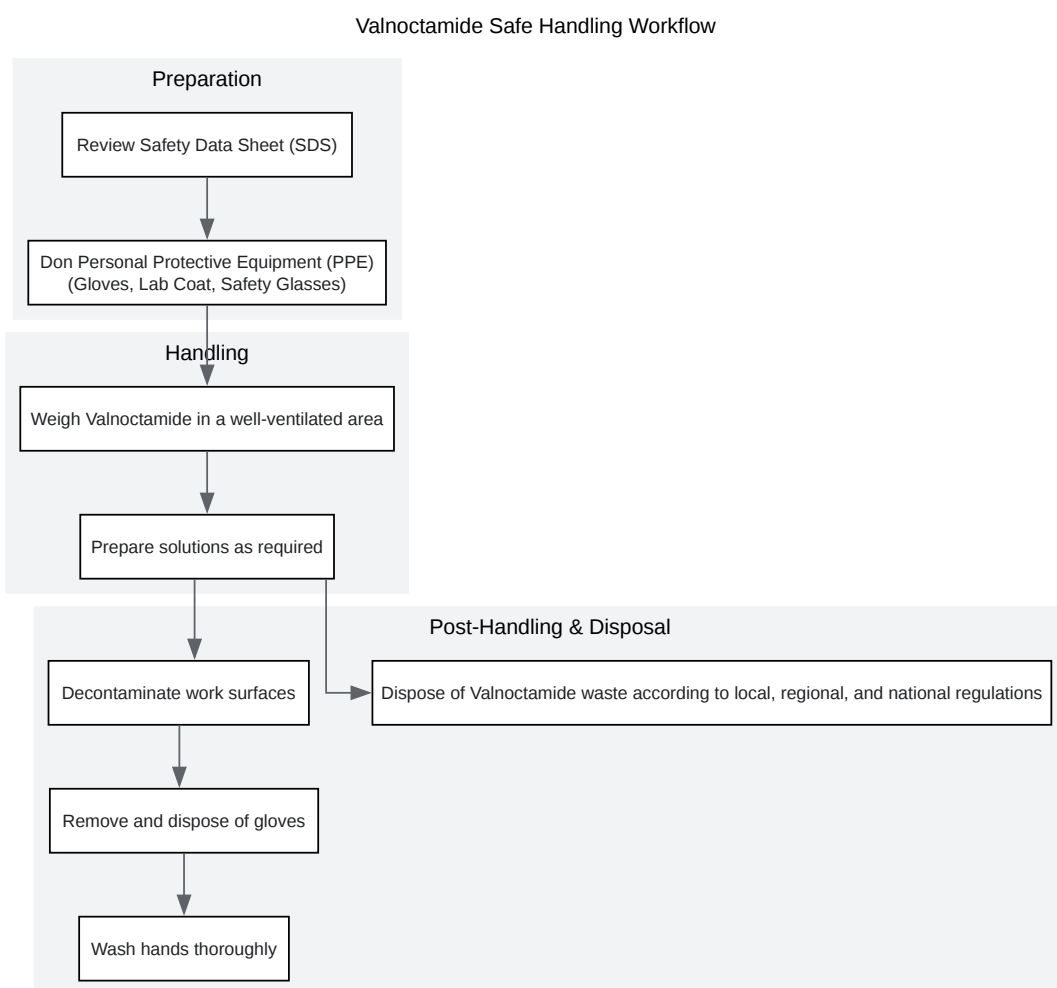 Valnoctamide Safe Handling Workflow
Preparation
Review Safety Data Sheet (SDS)
Don Personal Protective Equipment (PPE)
(Gloves, Lab Coat, Safety Glasses)
Handling
Weigh Valnoctamide in a well-ventilated area
Prepare solutions as required
Post-Handling & Disposal
Decontaminate work surfaces
Dispose of Valnoctamide waste according to local, regional, and national regulations
Remove and dispose of gloves
Wash hands thoroughly